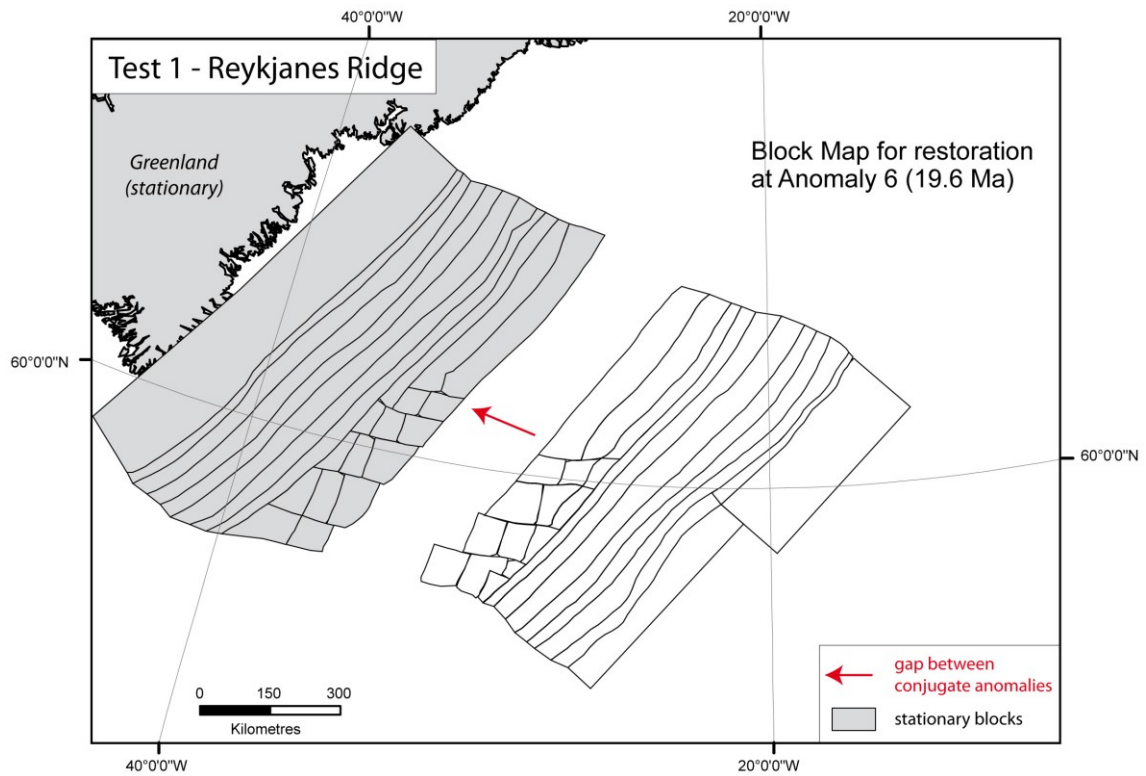 40°0'0"W
20°0'0"W
Test 1 - Reykjanes Ridge
Greenland
(stationary)
Block Map for restoration
at Anomaly 6 (19.6 Ma)
60°0'0"N
60°0'0"N
gap between
conjugate anomalies
stationary blocks
0 150 300
Kilometres
40°0'0"W
20°0'0"W